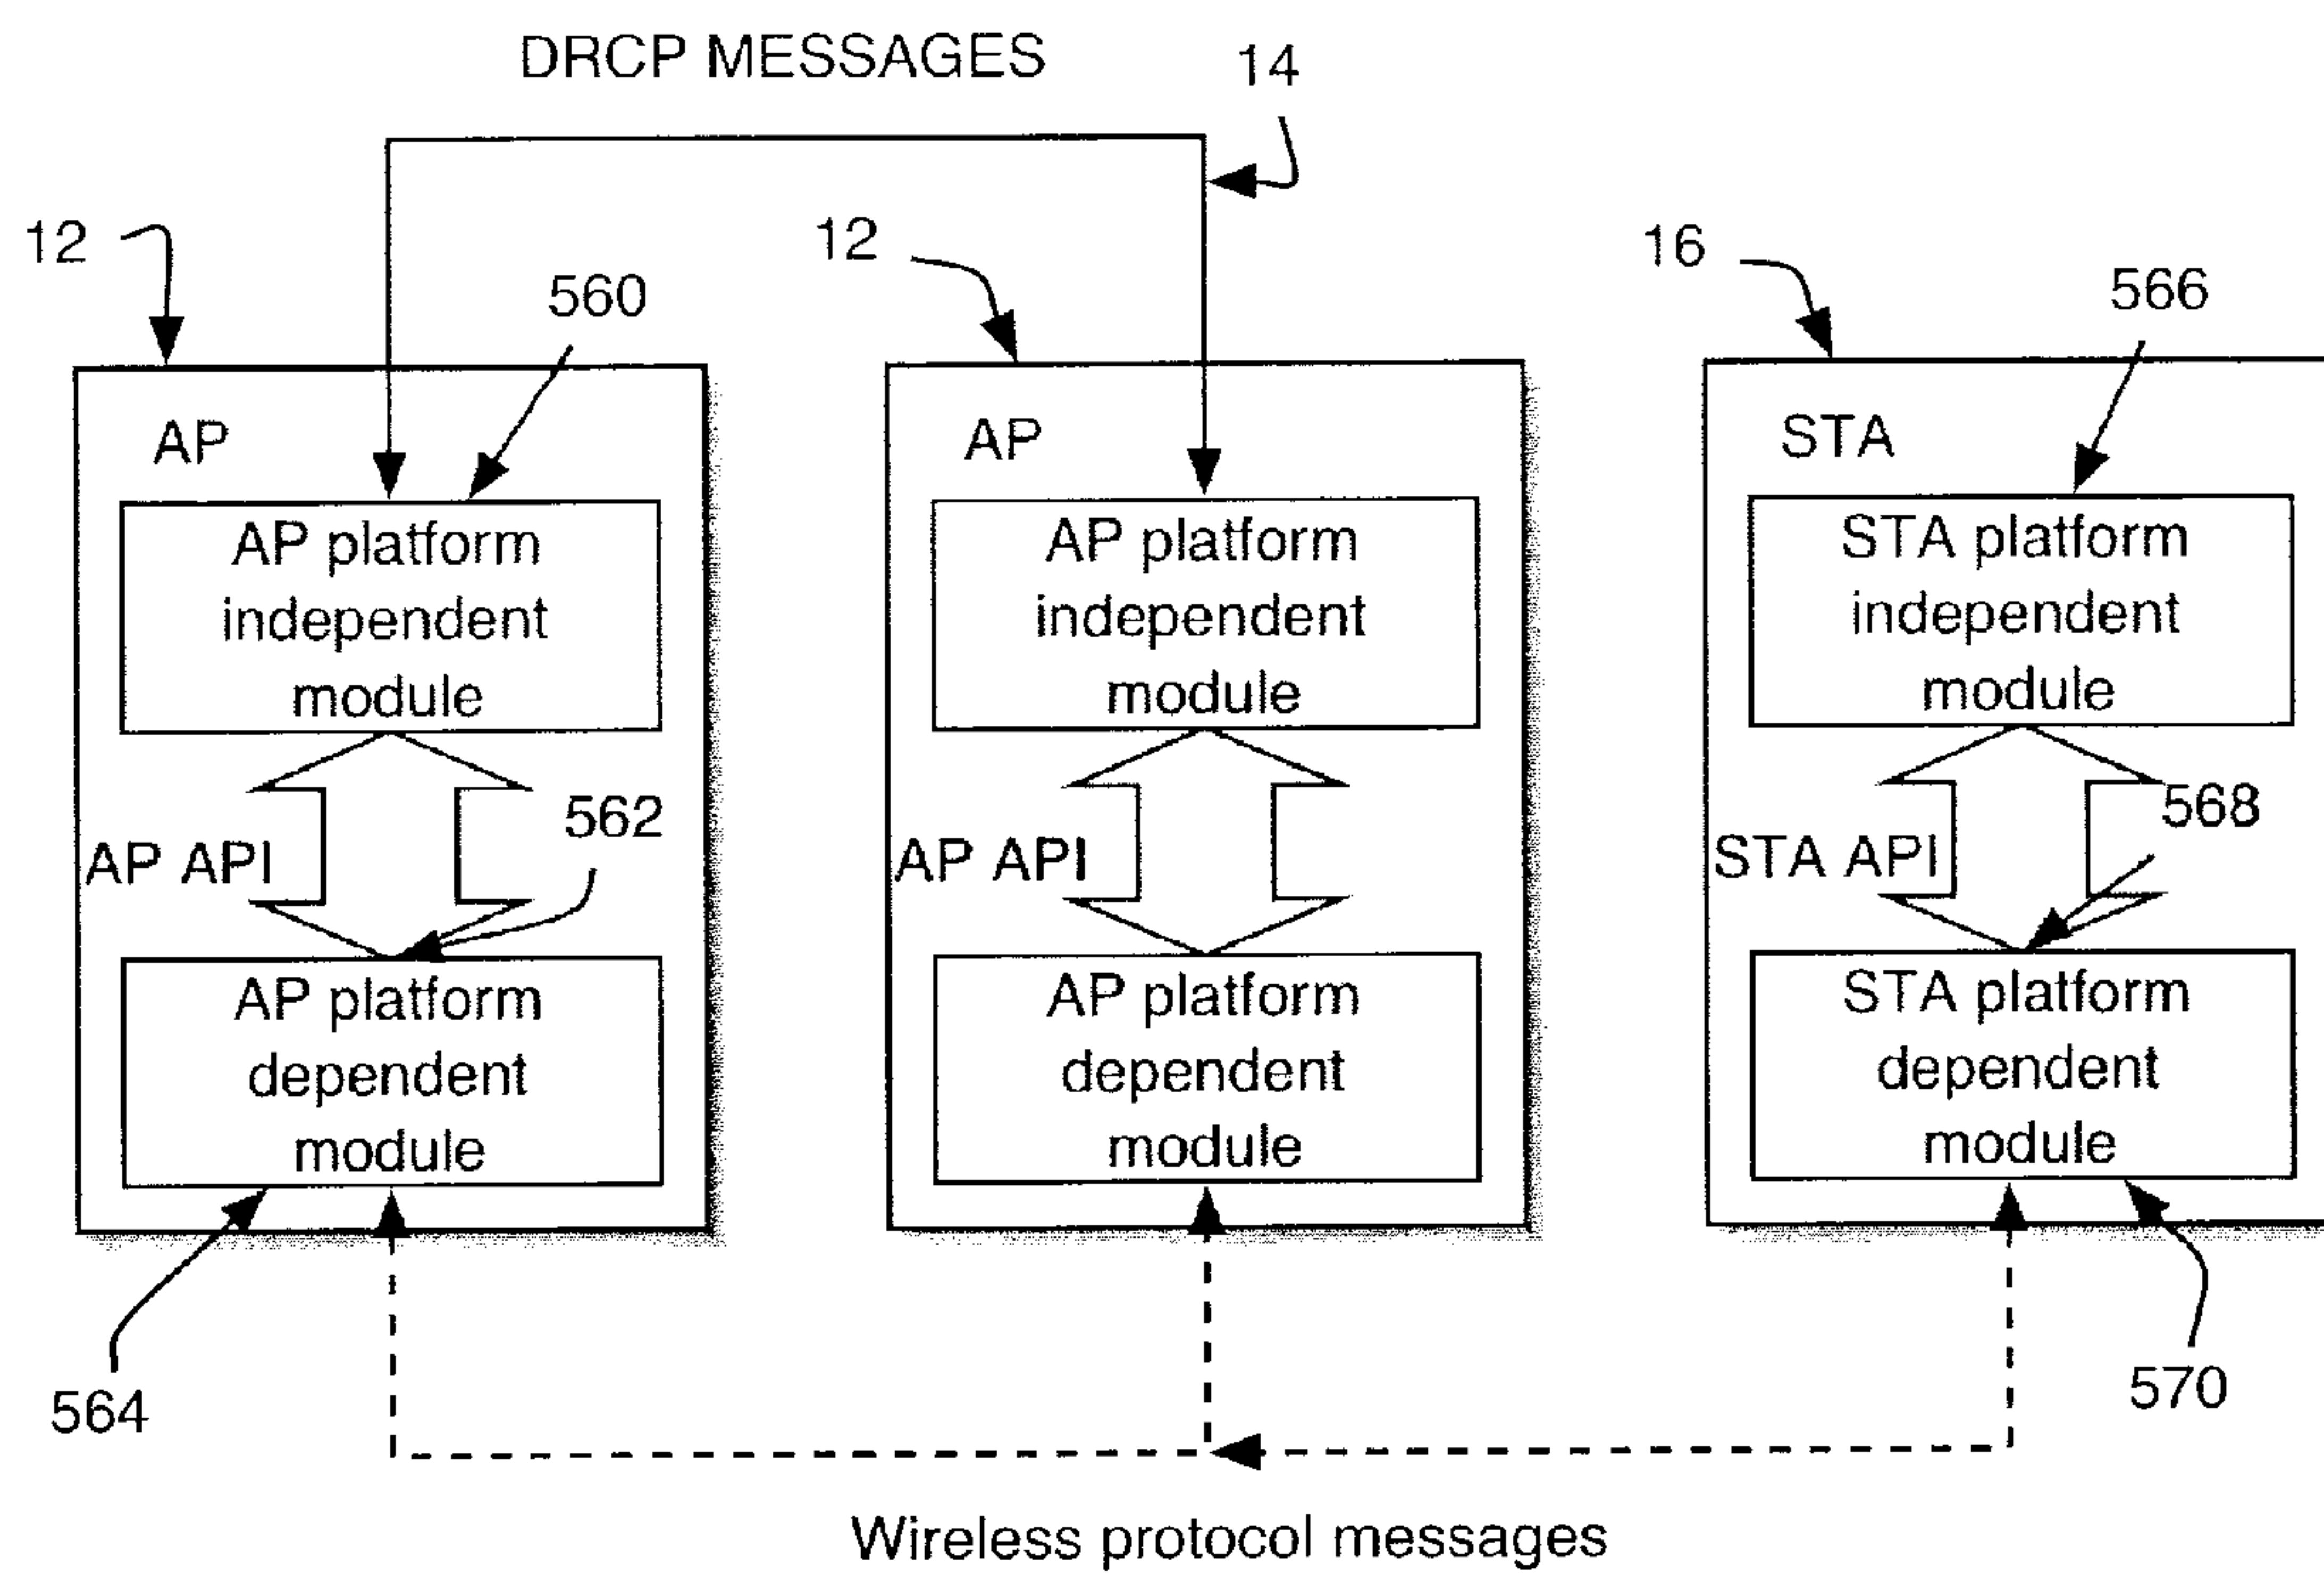 DRCP MESSAGES
14
12
12
16
560
566
AP
AP
STA
AP platform
independent
module
AP platform
independent
module
STA platform
independent
module
562
568
AP API
AP API
STA API
AP platform
dependent
module
AP platform
dependent
module
STA platform
dependent
module
564
570
Wireless protocol messages